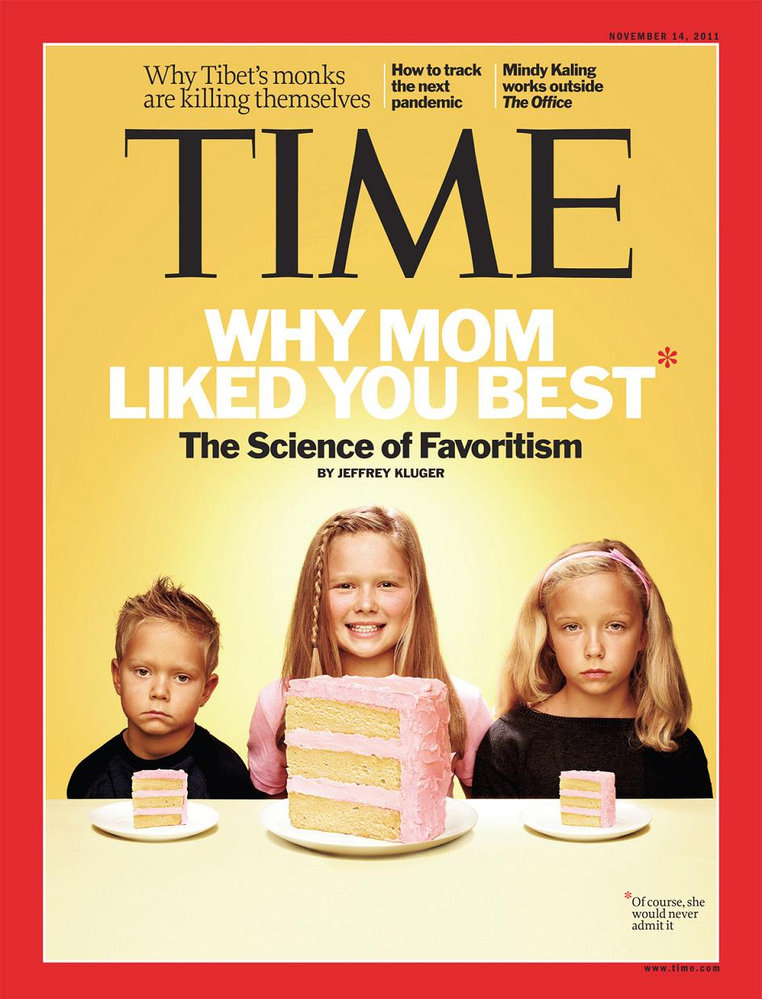 NOVEMBER 14, 2011
Why Tibet's monks
are killing themselves
How to track
the next
pandemic
Mindy Kaling
works outside
The Office
TIME
WHY MOM
LIKED YOU BEST*
The Science of Favoritism
BY JEFFREY KLUGER
*Of course, she
would never
admit it
www.time.com